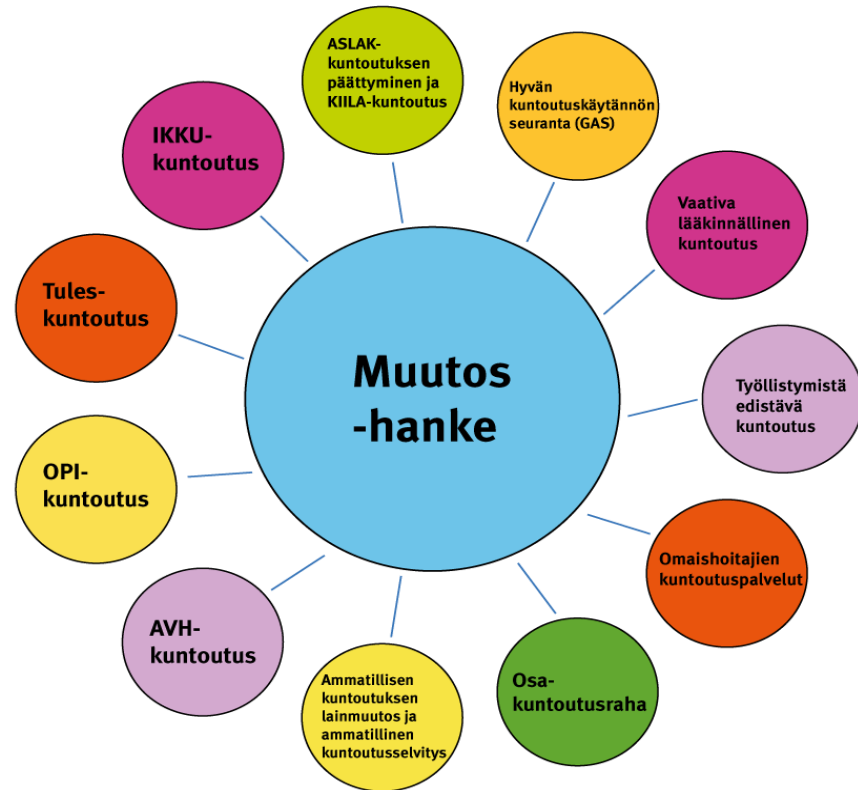 ASLAK-
kuntoutuksen
päättyminen ja
KIILA-kuntoutus
Hyvän
kuntoutuskäytännön
seuranta (GAS)
Vaativa
lääkinnällinen
kuntoutus
Työllistymistä
edistävä
kuntoutus
Omaishoitajien
kuntoutuspalvelut
Osa-
kuntoutusraha
Ammatillisen
kuntoutuksen
lainmuutos ja
ammatillinen
kuntoutusselvitys
AVH-
kuntoutus
OPI-
kuntoutus
Tules-
kuntoutus
IKKU-
kuntoutus
Muutos
-hanke